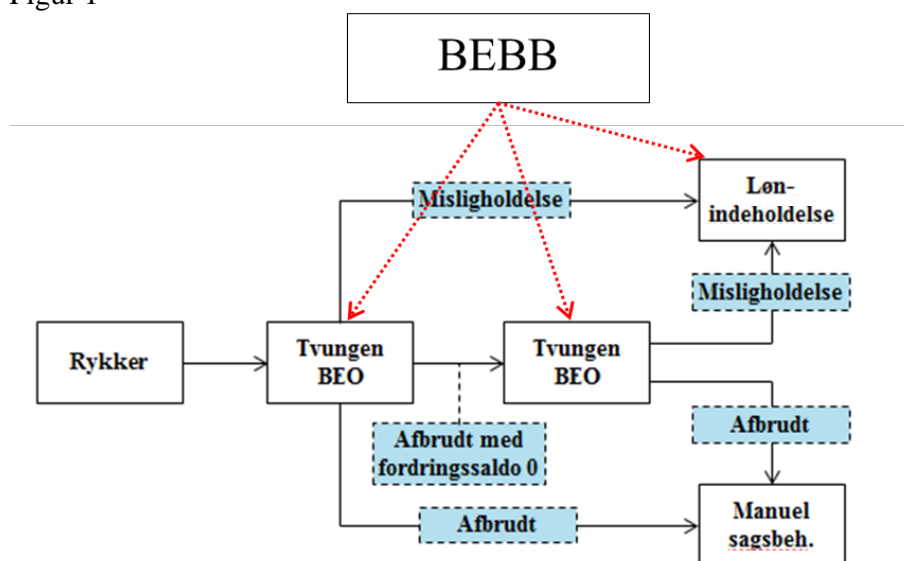 Figur 1
BEBB
Misligholdelse
Løn-
indeholdelse
Misligholdelse
Rykker
Tvungen
BEO
Tvungen
BEO
Afbrudt med
fordringssaldo 0
Afbrudt
Afbrudt
Manuel
sagsbeh.